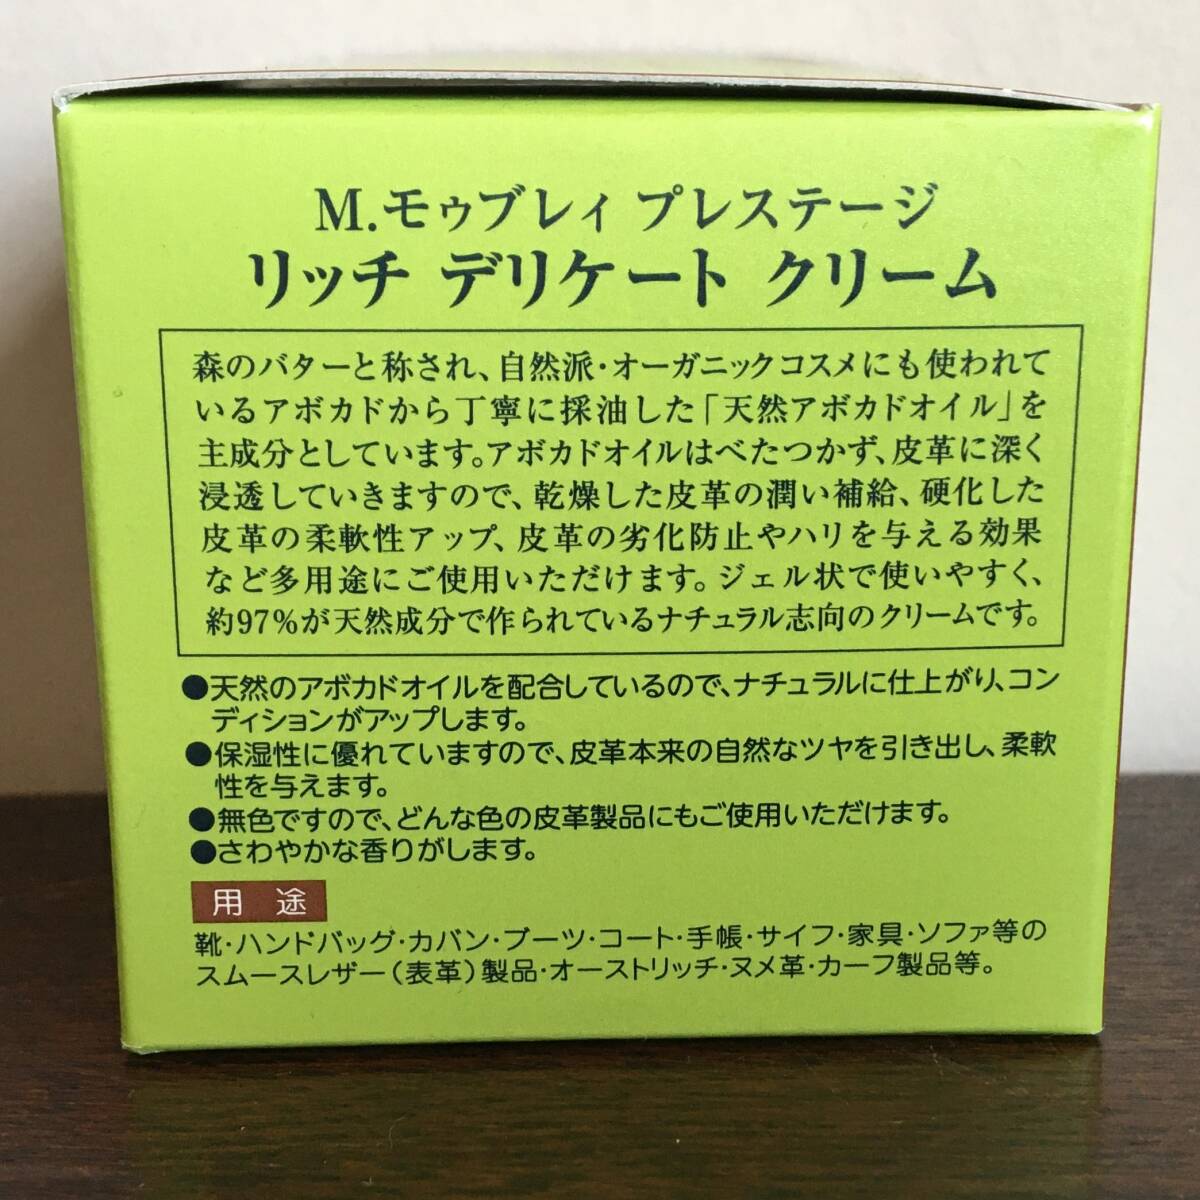 M.モゥブレィ プレステージ
リッチ デリケート クリーム
森のバターと称され、自然派・オーガニックコスメにも使われて
いるアボカドから丁寧に採油した「天然アボカドオイル」を
主成分としています。アボカドオイルはべたつかず、皮革に深く
浸透していきますので、乾燥した皮革の潤い補給、硬化した
皮革の柔軟性アップ、皮革の劣化防止やハリを与える効果
など多用途にご使用いただけます。ジェル状で使いやすく、
約97%が天然成分で作られているナチュラル志向のクリームです。
●天然のアボカドオイルを配合しているので、ナチュラルに仕上がり、コン
ディションがアップします。
●保湿性に優れていますので、皮革本来の自然なツヤを引き出し、柔軟
性を与えます。
●無色ですので、どんな色の皮革製品にもご使用いただけます。
●さわやかな香りがします。
用途
靴・ハンドバッグ・カバン・ブーツ・コート・手帳・サイフ・家具・ソファ等の
スムースレザー(表革)製品・オーストリッチ・ヌメ革・カーフ製品等。